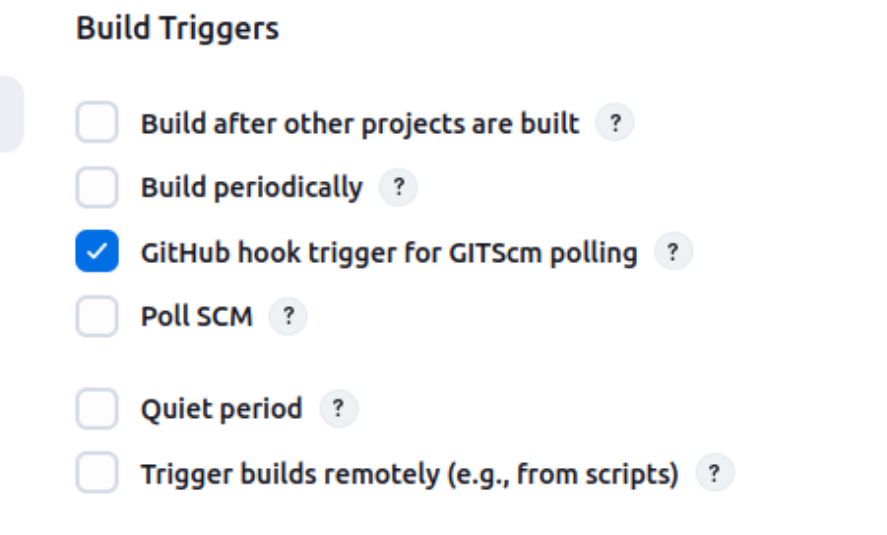 Build Triggers
Build after other projects are built ?
Build periodically ?
GitHub hook trigger for GITScm polling ?
Poll SCM ?
Quiet period ?
Trigger builds remotely (e.g., from scripts) ?